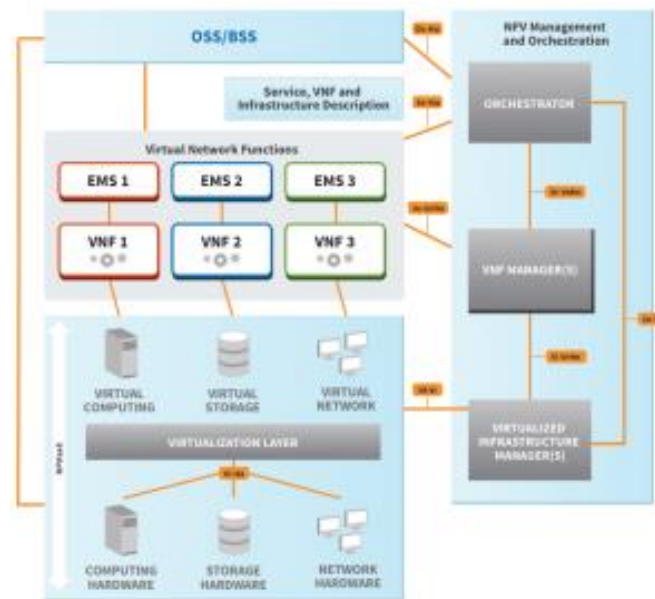 OSS/BSS
NFV Management
and Orchestration
Service, VNF and
Infrastructure Description
ORCHESTRATOR
Virtual Network Functions
EMS 1
EMS 2
EMS 3
VNF 1
VNF 2
VNF 3
VNF MANAGER(S)
VIRTUAL
COMPUTING
VIRTUAL
STORAGE
VIRTUAL
NETWORK
VIRTUALIZED
INFRASTRUCTURE
MANAGER(S)
VIRTUALIZATION LAYER
COMPUTING
HARDWARE
STORAGE
HARDWARE
NETWORK
HARDWARE